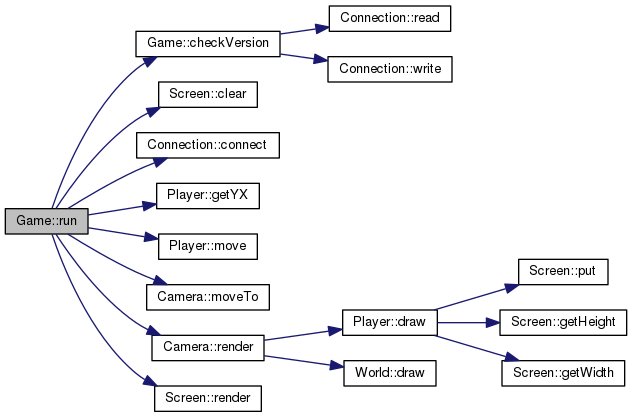 Connection::read
Game::checkVersion
Connection::write
Screen::clear
Connection::connect
Player::getYX
Game::run
Player::move
Screen::put
Camera::moveTo
Player::draw
Screen::getHeight
Camera::render
World::draw
Screen::getWidth
Screen::render